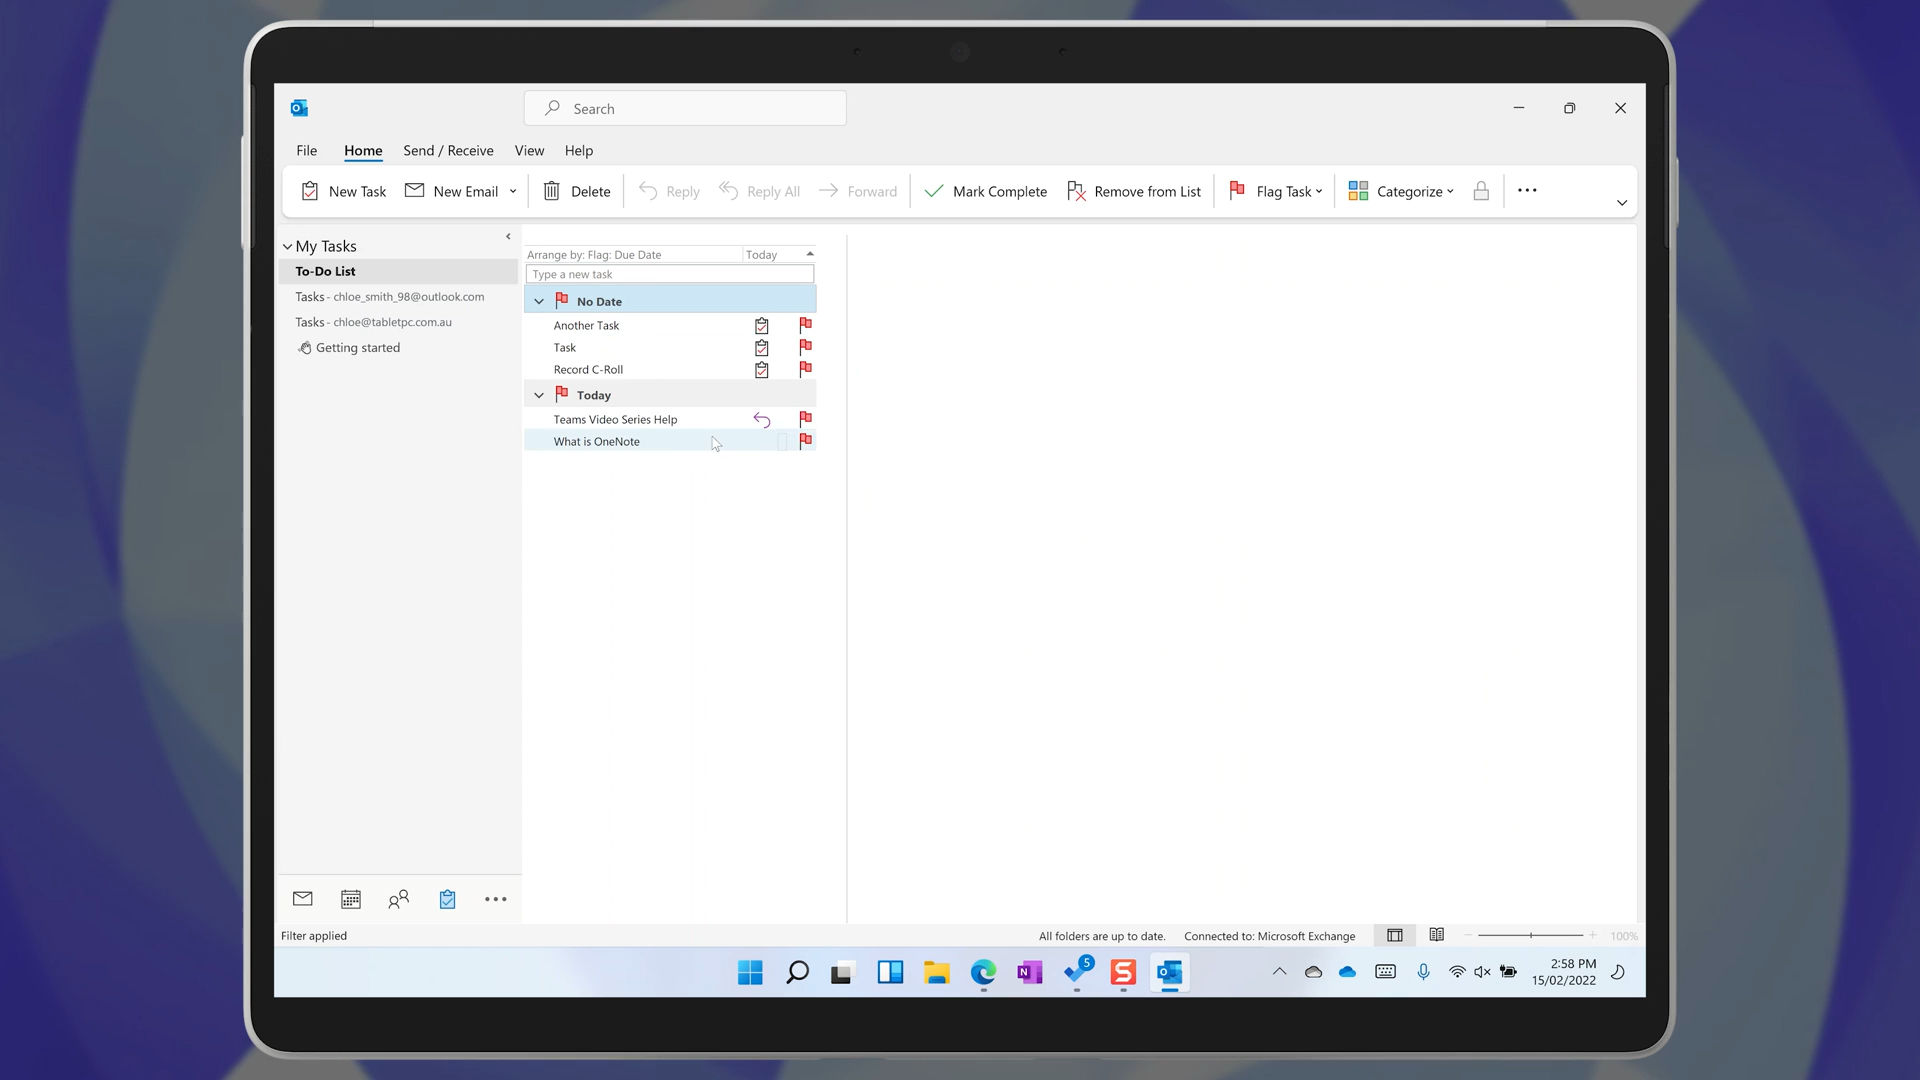 Search
File Home Send / Receive View Help
New Task New Email Delete Reply Reply All Forward Mark Complete Remove from List Flag Task Categorize
My Tasks
To-Do List
Tasks - chloe_smith_98@outlook.com
Tasks - chloe@tabletpc.com.au
Getting started
Arrange by: Flag: Due Date Today
Type a new task
No Date
Another Task
Task
Record C-Roll
Today
Teams Video Series Help
What is OneNote
Filter applied All folders are up to date. Connected to: Microsoft Exchange 100%
5
2:58 PM
15/02/2022